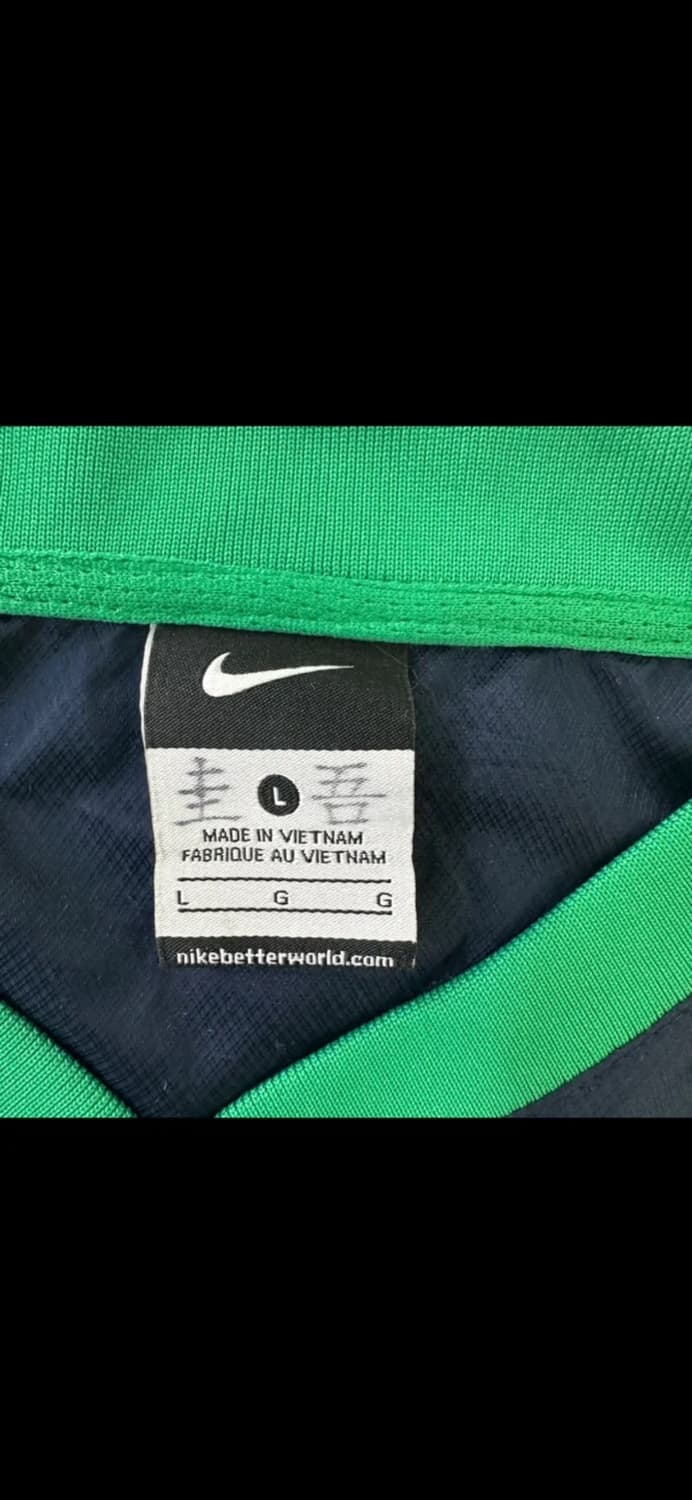 圭 L 吾
MADE IN VIETNAM
FABRIQUE AU VIETNAM
L G G
nikebetterworld.com